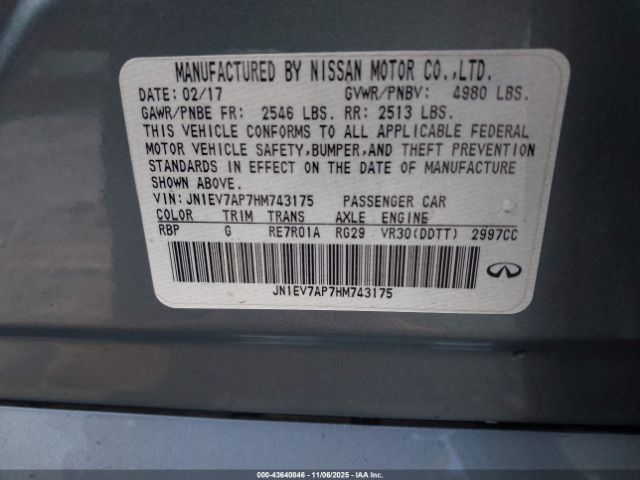 MANUFACTURED BY NISSAN MOTOR CO.,LTD.
DATE: 02/17 GVWR/PNBV: 4980 LBS.
GAWR/PNBE FR: 2546 LBS. RR: 2513 LBS.
THIS VEHICLE CONFORMS TO ALL APPLICABLE FEDERAL
MOTOR VEHICLE SAFETY,BUMPER,AND THEFT PREVENTION
STANDARDS IN EFFECT ON THE DATE OF MANUFACTURE
SHOWN ABOVE.
VIN: JN1EV7AP7HM743175 PASSENGER CAR
COLOR TRIM TRANS AXLE ENGINE
RBP G RE7R01A RG29 VR30(DDTT) 2997CC
JN1EV7AP7HM743175
000-43640846 - 11/06/2025 - IAAI, Inc.